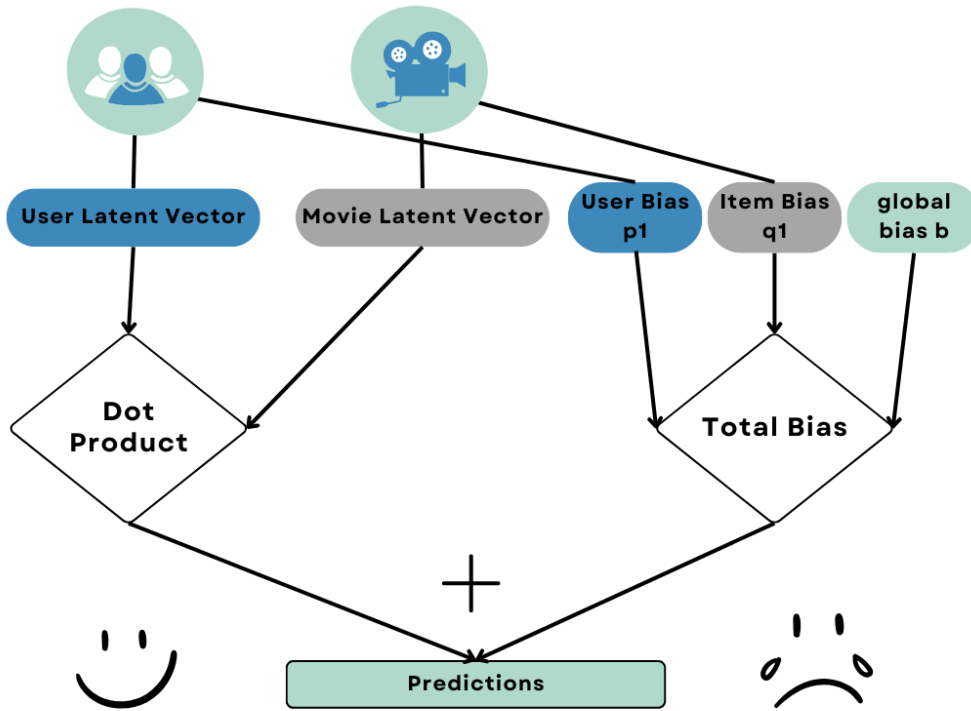 User Latent Vector
Movie Latent Vector
User Bias
p1
Item Bias
q1
global
bias b
Dot
Product
Total Bias
+
Predictions